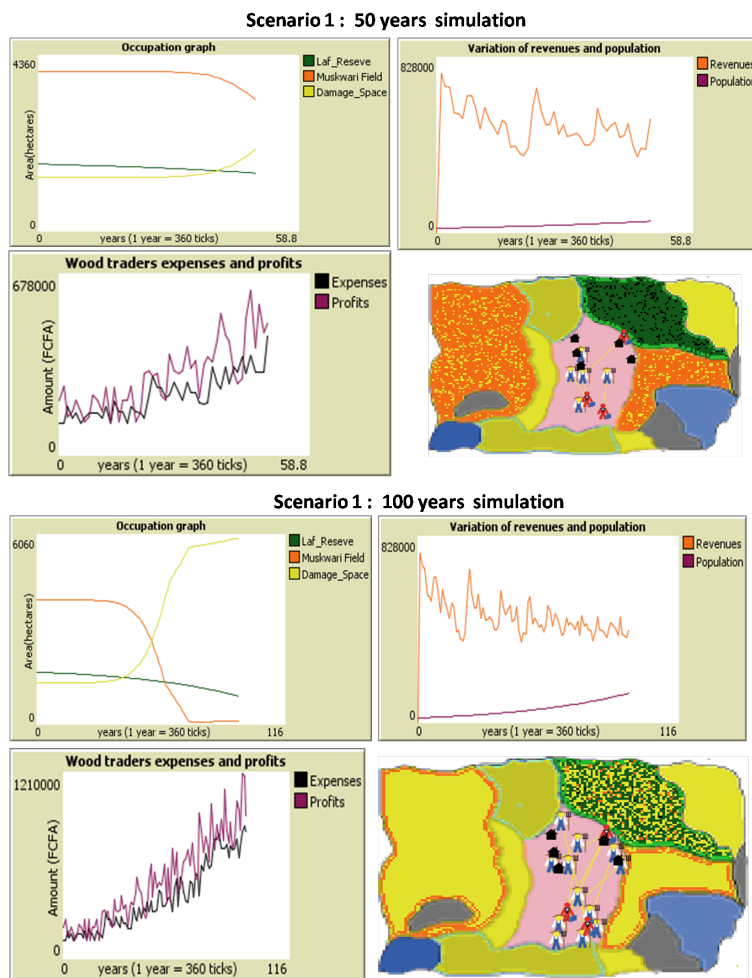 Scenario 1 : 50 years simulation
Occupation graph
4360
Area(hectares)
0
0
years (1 year = 360 ticks)
58.8
Laf_Reseve
Muskwari Field
Damage_Space
Variation of revenues and population
828000
0
0
years (1 year = 360 ticks)
58.8
Revenues
Population
Wood traders expenses and profits
678000
Amount (FCFA)
0
0
years (1 year = 360 ticks)
58.8
Expenses
Profits
Scenario 1 : 100 years simulation
Occupation graph
6060
Area(hectares)
0
0
years (1 year = 360 ticks)
116
Laf_Reseve
Muskwari Field
Damage_Space
Variation of revenues and population
828000
0
0
years (1 year = 360 ticks)
116
Revenues
Population
Wood traders expenses and profits
1210000
Amount (FCFA)
0
0
years (1 year = 360 ticks)
116
Expenses
Profits